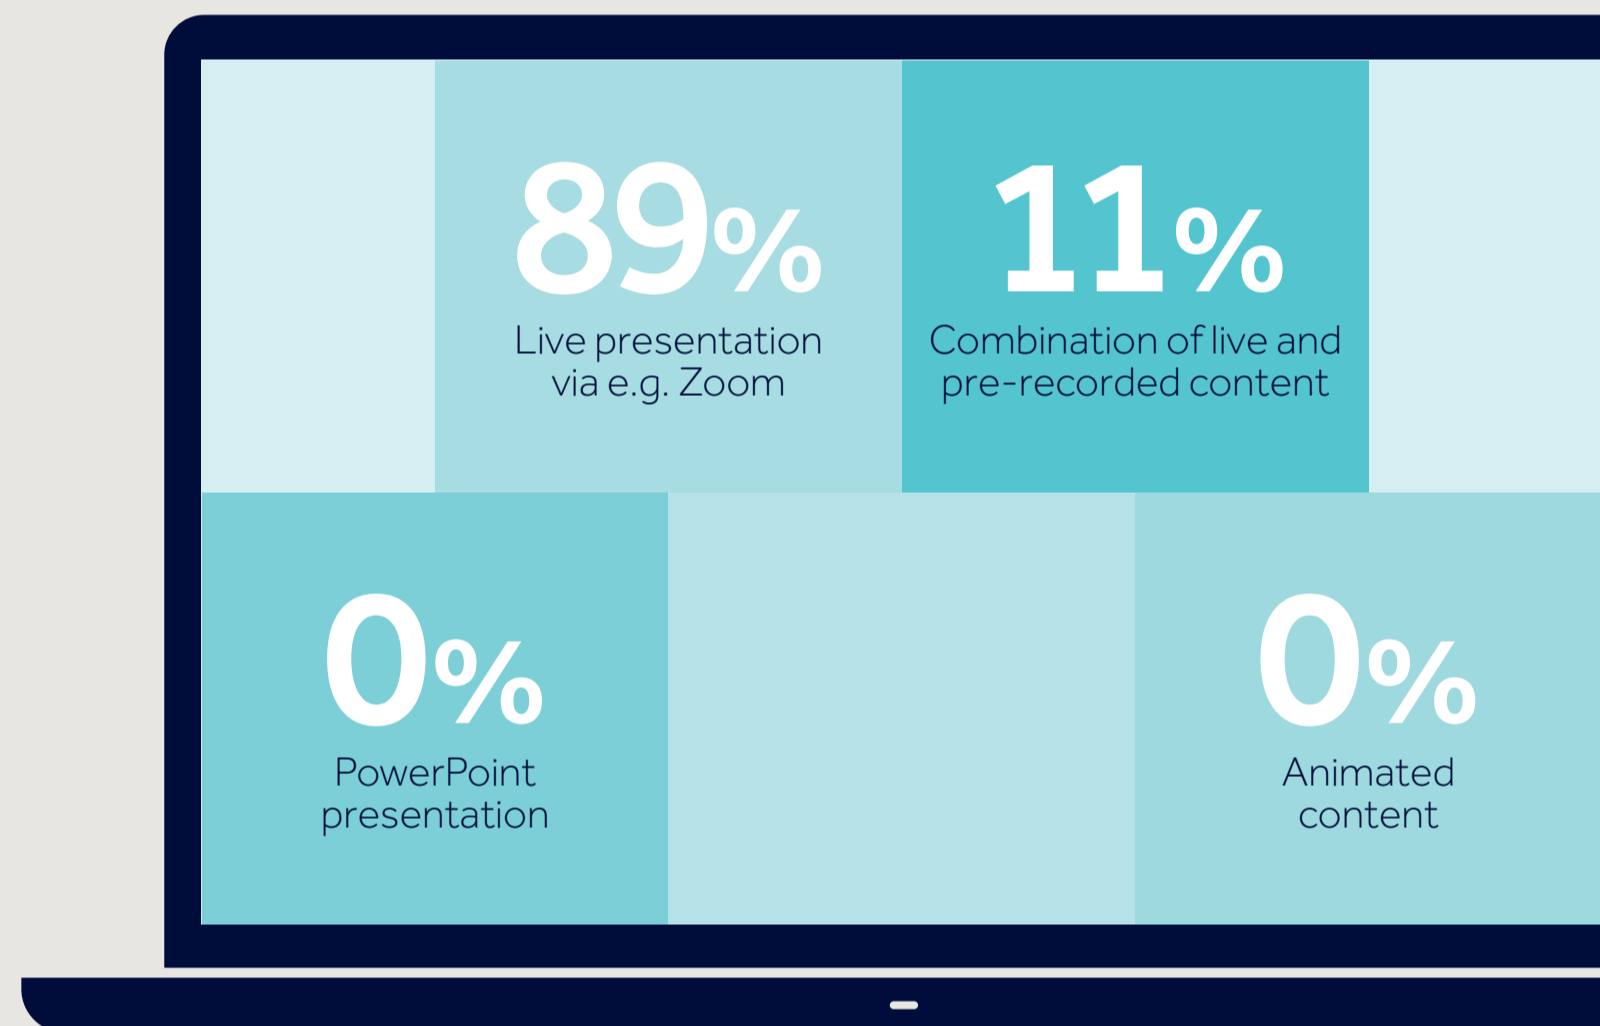 89%
Live presentation
via e.g. Zoom
11%
Combination of live and
pre-recorded content
0%
PowerPoint
presentation
0%
Animated
content